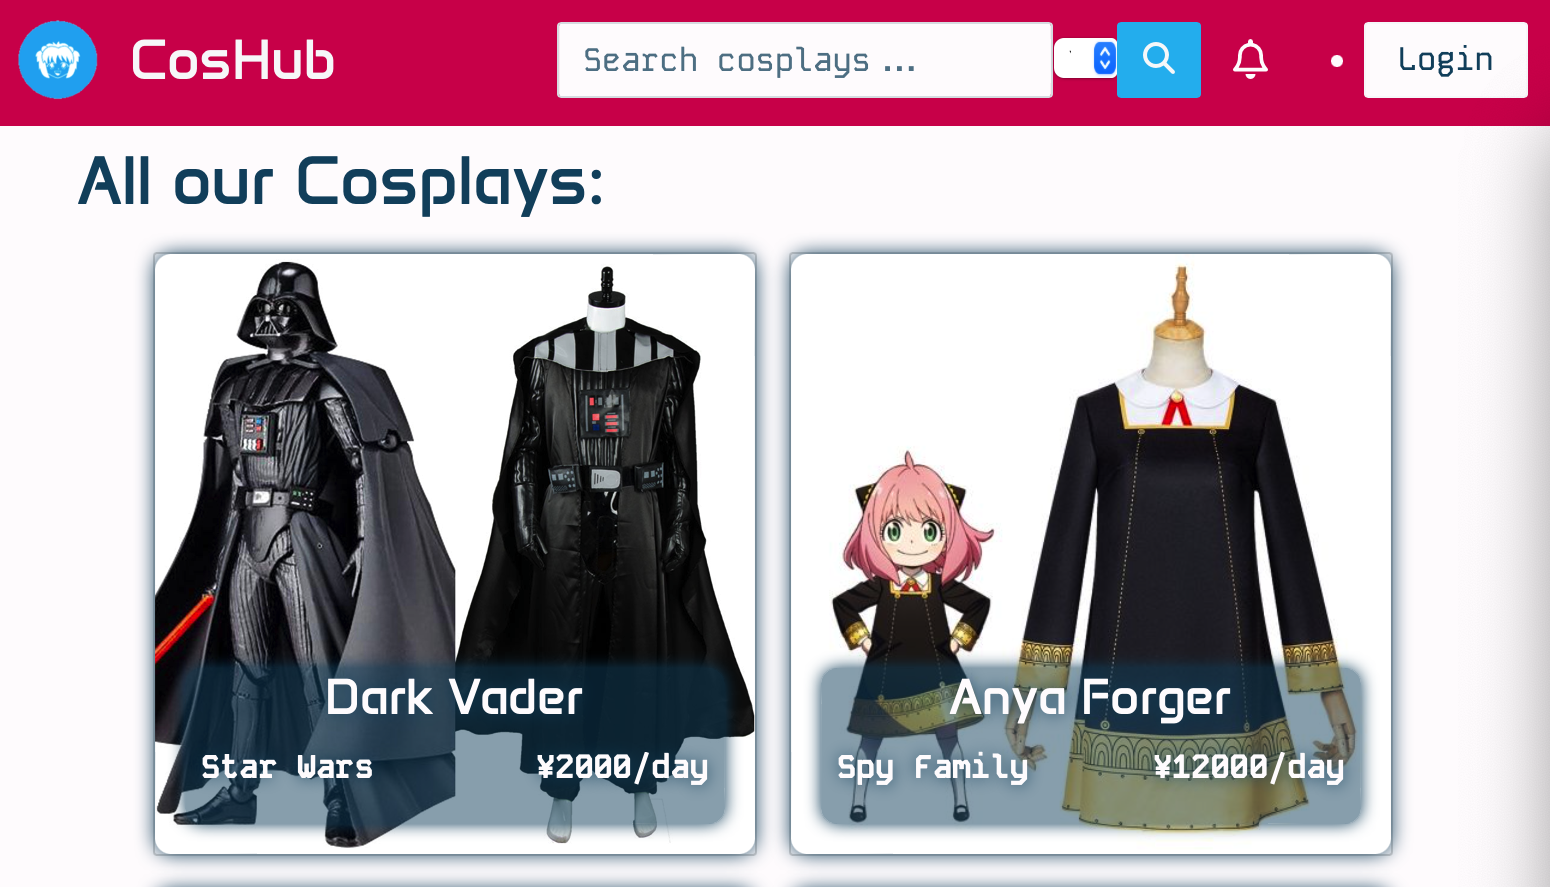 CosHub
Search cosplays ...
Login
All our Cosplays:
Dark Vader
Star Wars
¥2000/day
Anya Forger
Spy Family
¥12000/day